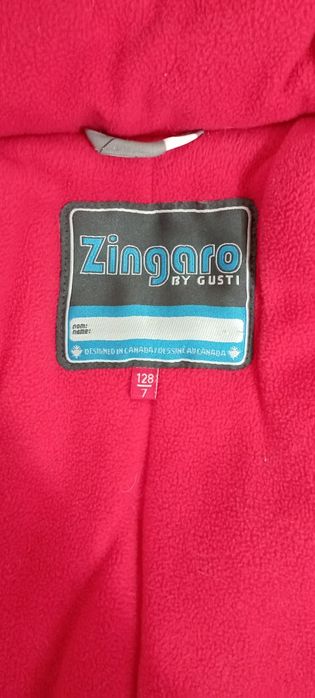 Zingaro
BY GUSTI
nom:
name:
DESIGNED IN CANADA / DESSINÉ AU CANADA
128
7